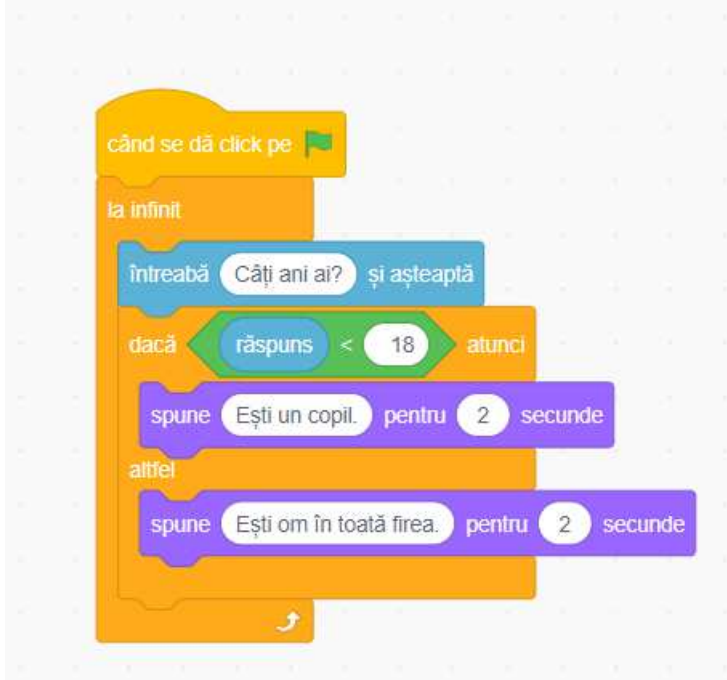 când se dă click pe
la infinit
întreabă Câți ani ai? și așteaptă
dacă răspuns < 18 atunci
spune Ești un copil. pentru 2 secunde
altfel
spune Ești om în toată firea. pentru 2 secunde